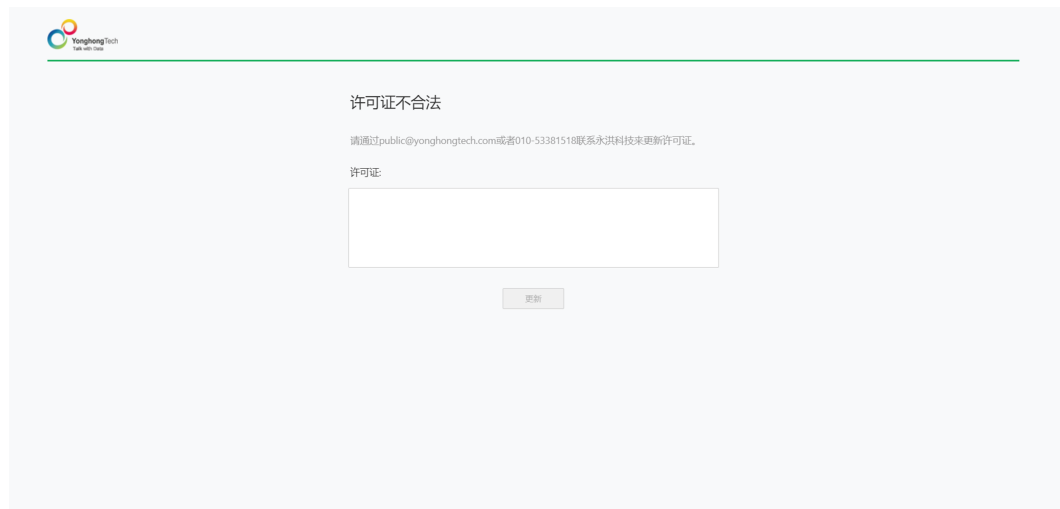 YonghongTech
Talk with Data
许可证不合法
请通过public@yonghongtech.com或者010-53381518联系永洪科技来更新许可证。
许可证:
更新